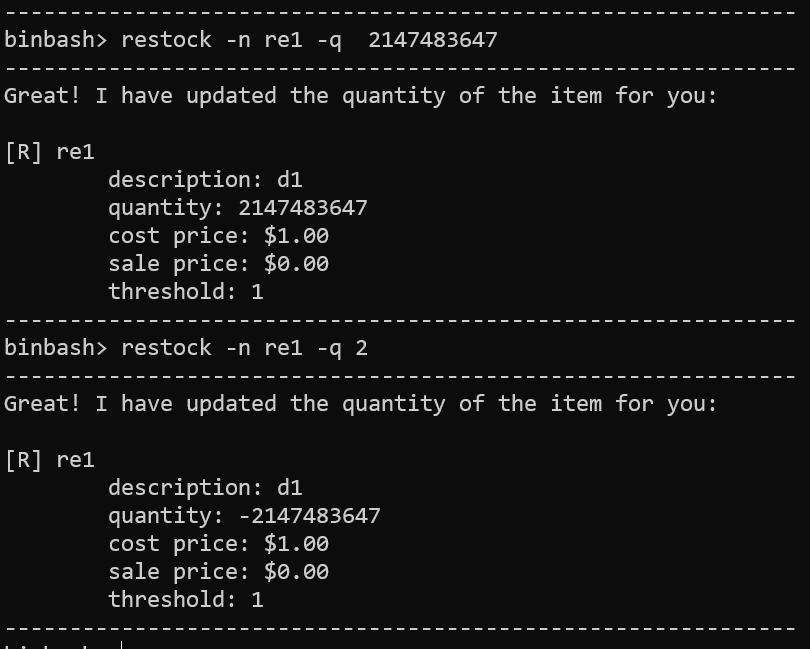 ------------------------------------------------------------
binbash> restock -n re1 -q  2147483647
------------------------------------------------------------
Great! I have updated the quantity of the item for you:

[R] re1
        description: d1
        quantity: 2147483647
        cost price: $1.00
        sale price: $0.00
        threshold: 1
------------------------------------------------------------
binbash> restock -n re1 -q 2
------------------------------------------------------------
Great! I have updated the quantity of the item for you:

[R] re1
        description: d1
        quantity: -2147483647
        cost price: $1.00
        sale price: $0.00
        threshold: 1
------------------------------------------------------------